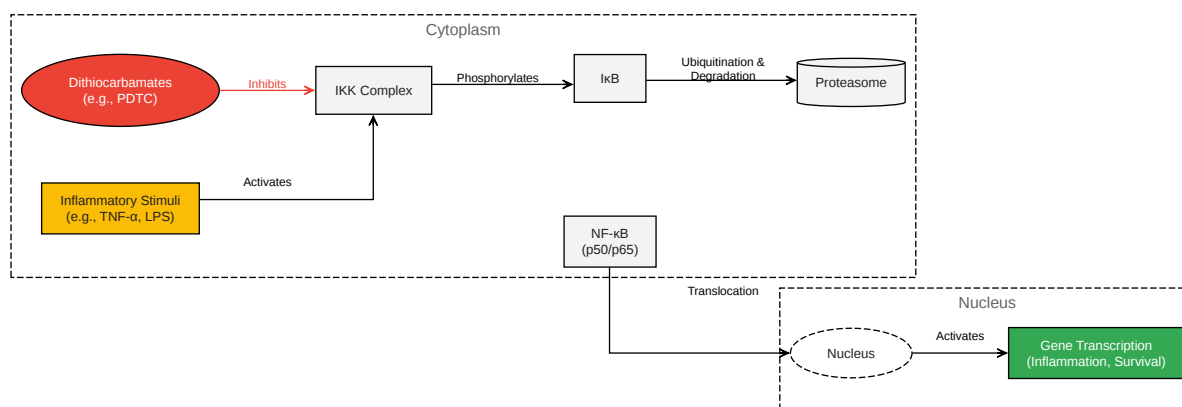 Cytoplasm
Dithiocarbamates
(e.g., PDTC)
Inhibits
IKK Complex
Phosphorylates
IκB
Ubiquitination &
Degradation
Proteasome
Inflammatory Stimuli
(e.g., TNF-α, LPS)
Activates
NF-κB
(p50/p65)
Translocation
Nucleus
Nucleus
Activates
Gene Transcription
(Inflammation, Survival)